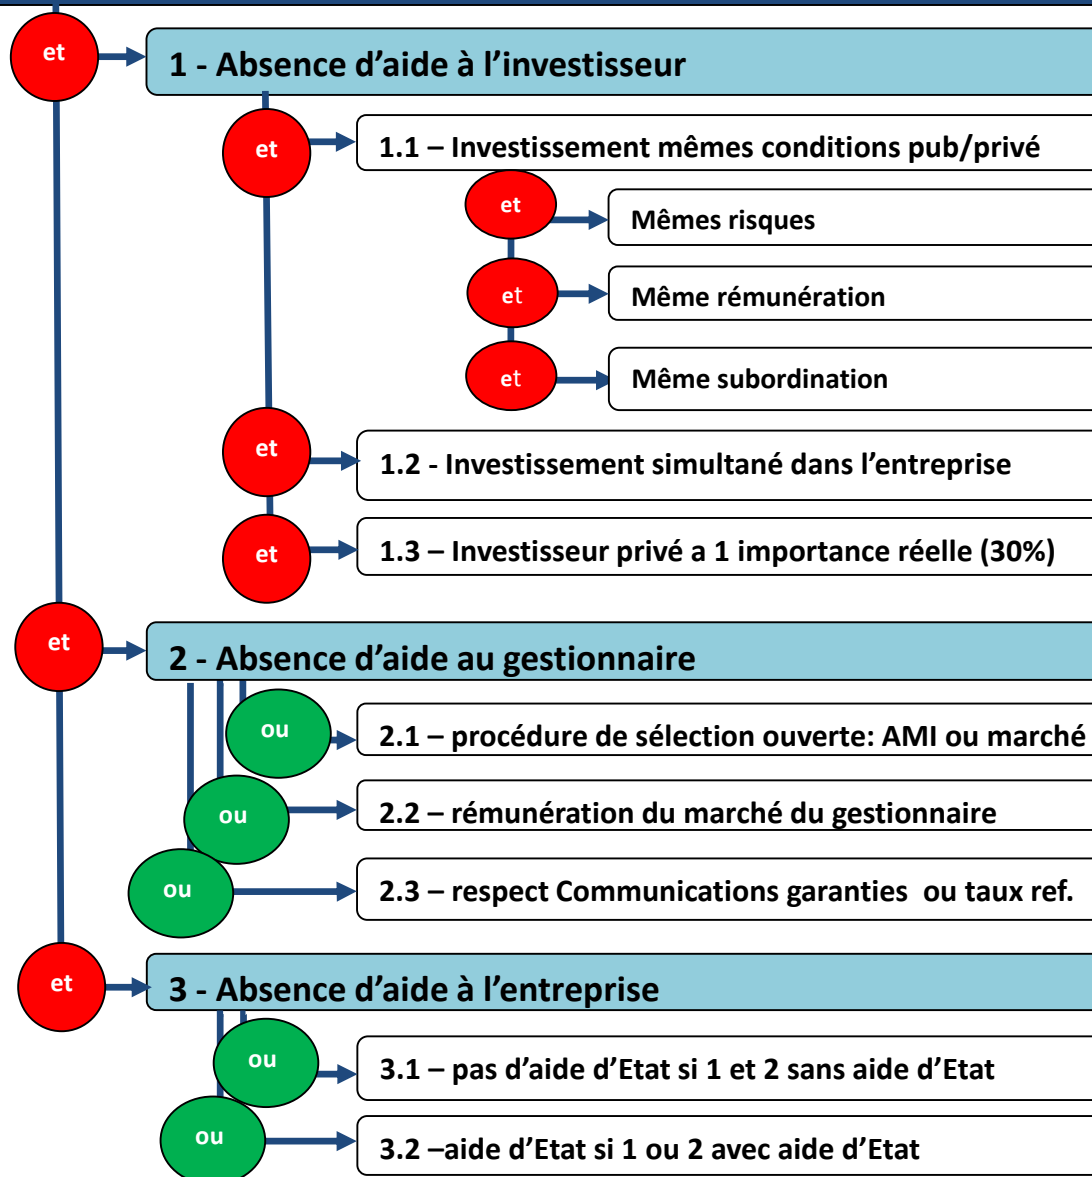 et
1 - Absence d’aide à l’investisseur
et
1.1 – Investissement mêmes conditions pub/privé
et
Mêmes risques
et
Même rémunération
et
Même subordination
et
1.2 - Investissement simultané dans l’entreprise
et
1.3 – Investisseur privé a 1 importance réelle (30%)
et
2 - Absence d’aide au gestionnaire
ou
2.1 – procédure de sélection ouverte: AMI ou marché
ou
2.2 – rémunération du marché du gestionnaire
ou
2.3 – respect Communications garanties  ou taux ref.
et
3 - Absence d’aide à l’entreprise
ou
3.1 – pas d’aide d’Etat si 1 et 2 sans aide d’Etat
ou
3.2 –aide d’Etat si 1 ou 2 avec aide d’Etat